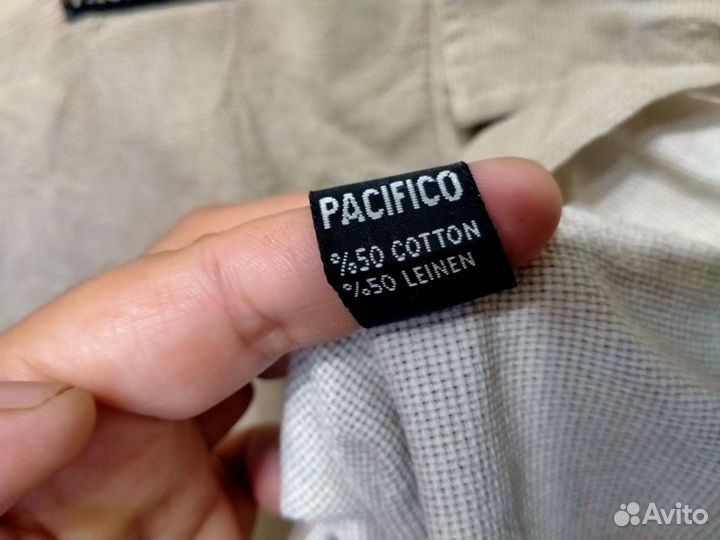 PACIFICO
%50 COTTON
%50 LEINEN
Avito